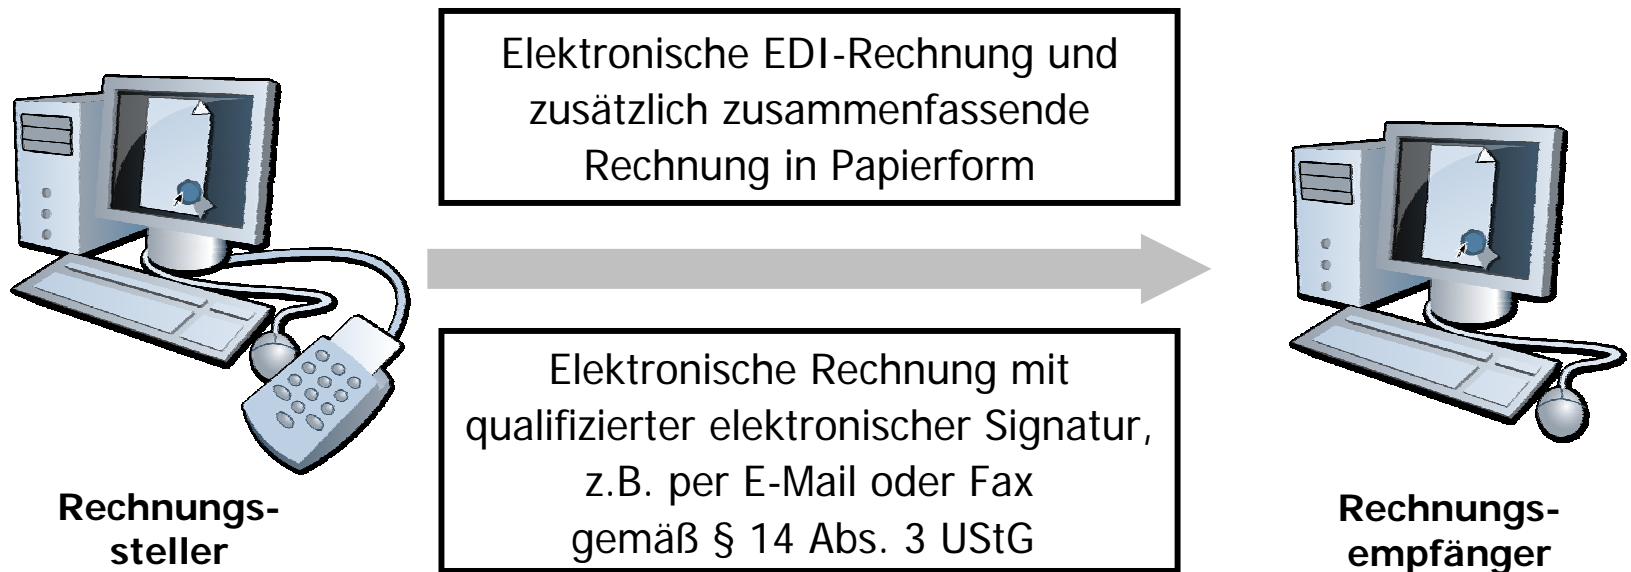 Elektronische EDI-Rechnung und
zusätzlich zusammenfassende
Rechnung in Papierform
Elektronische Rechnung mit
qualifizierter elektronischer Signatur,
z.B. per E-Mail oder Fax
gemäß § 14 Abs. 3 UStG
Rechnungs-
steller
Rechnungs-
empfänger